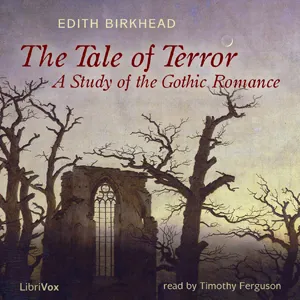 EDITH BIRKHEAD
The Tale of Terror
A Study of the Gothic Romance
LibriVox
read by Timothy Ferguson